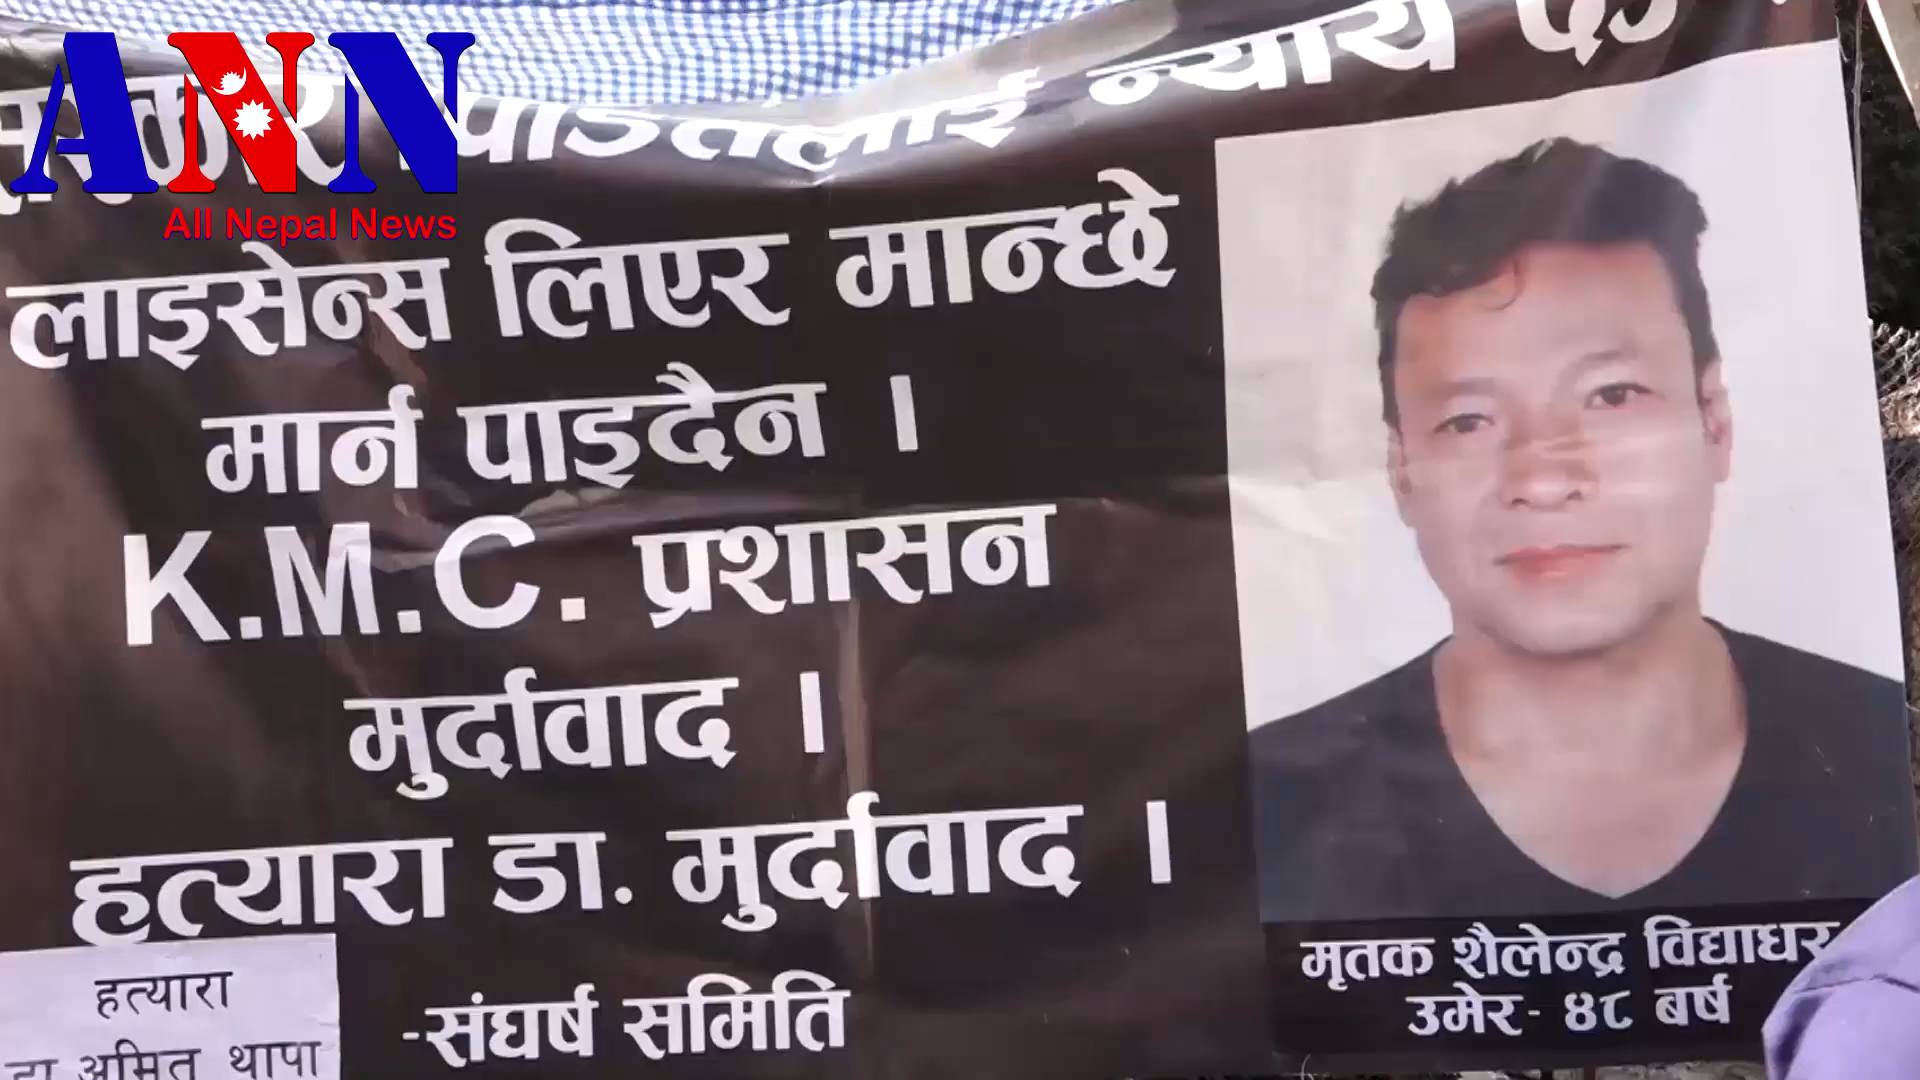 ANN
All Nepal News
पीडितलाई न्याय
लाइसेन्स लिएर मान्छे
मार्न पाइदैन ।
K.M.C. प्रशासन
मुर्दावाद ।
हत्यारा डा. मुर्दावाद ।
-संघर्ष समिति
हत्यारा
डा अमित थापा
मृतक शैलेन्द्र विद्याधर
उमेर- ४८ बर्ष